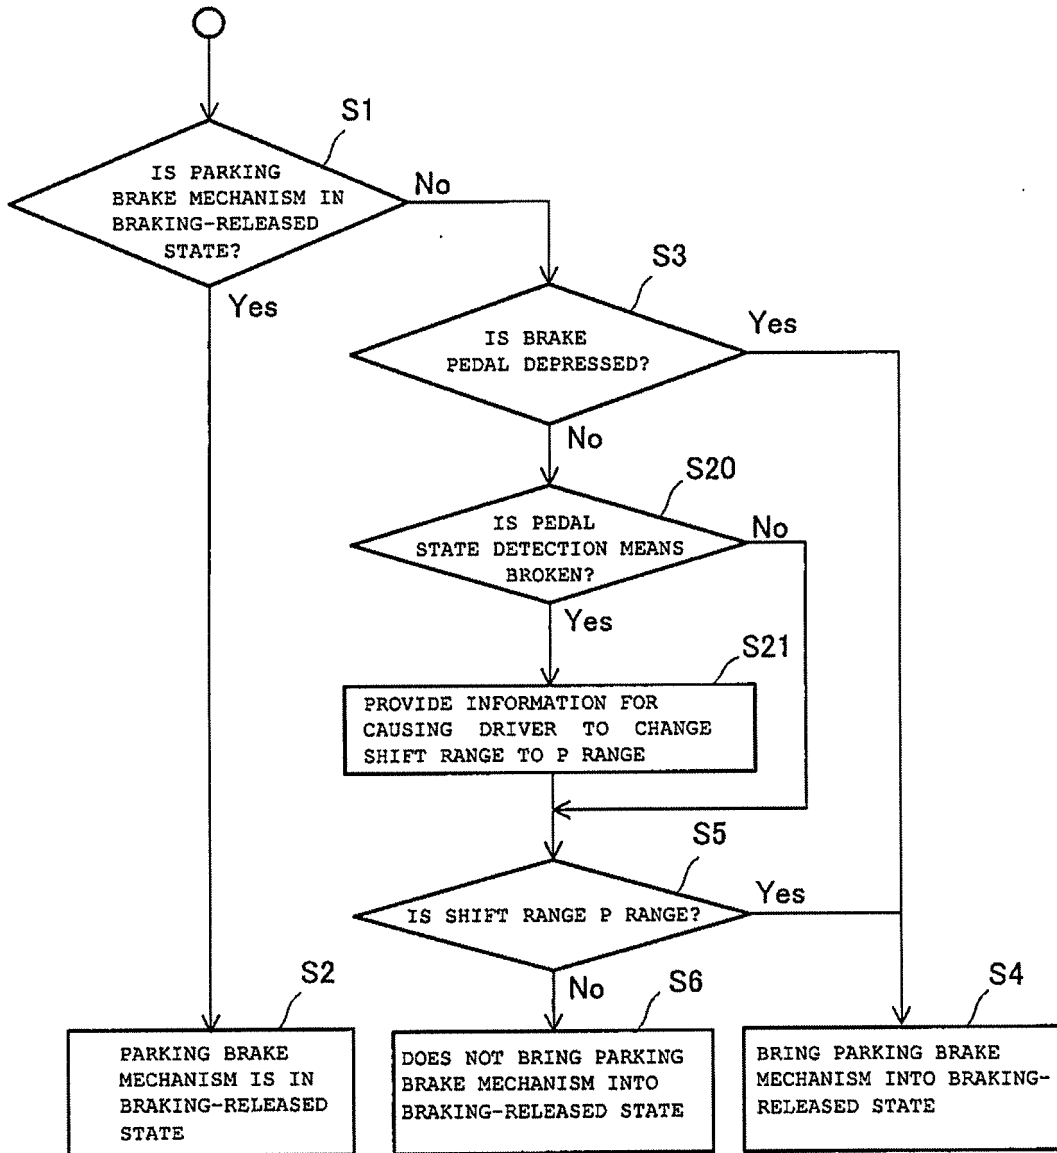 S1
IS PARKING
BRAKE MECHANISM IN
BRAKING-RELEASED
STATE?
No
Yes
S3
IS BRAKE
PEDAL DEPRESSED?
Yes
No
S20
IS PEDAL
STATE DETECTION MEANS
BROKEN?
No
Yes
S21
PROVIDE INFORMATION FOR
CAUSING DRIVER TO CHANGE
SHIFT RANGE TO P RANGE
S5
IS SHIFT RANGE P RANGE?
Yes
No
S2
PARKING BRAKE
MECHANISM IS IN
BRAKING-RELEASED
STATE
S6
DOES NOT BRING PARKING
BRAKE MECHANISM INTO
BRAKING-RELEASED STATE
S4
BRING PARKING BRAKE
MECHANISM INTO BRAKING-
RELEASED STATE